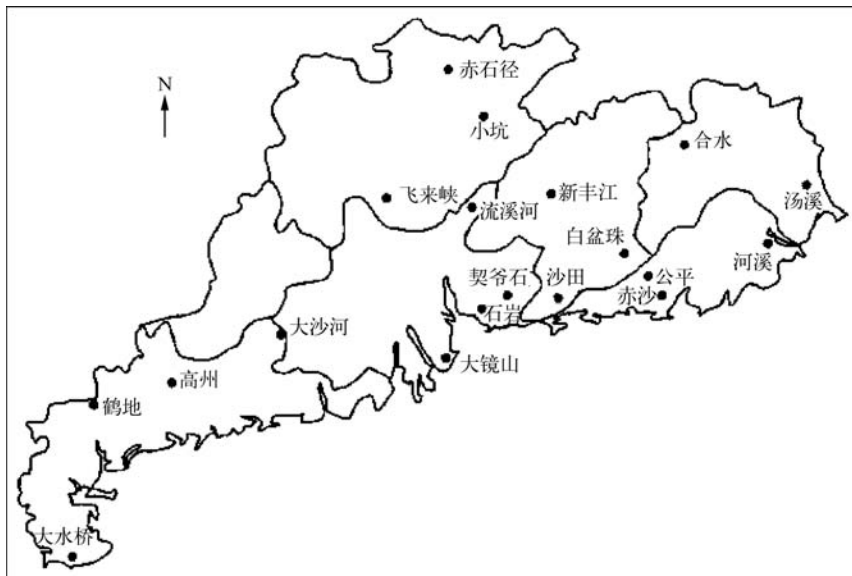 赤石径
N
小坑
合水
飞来峡
新丰江
汤溪
流溪河
白盆珠
河溪
契爷石
沙田
公平
赤沙
石岩
大沙河
大镜山
高州
鹤地
大水桥